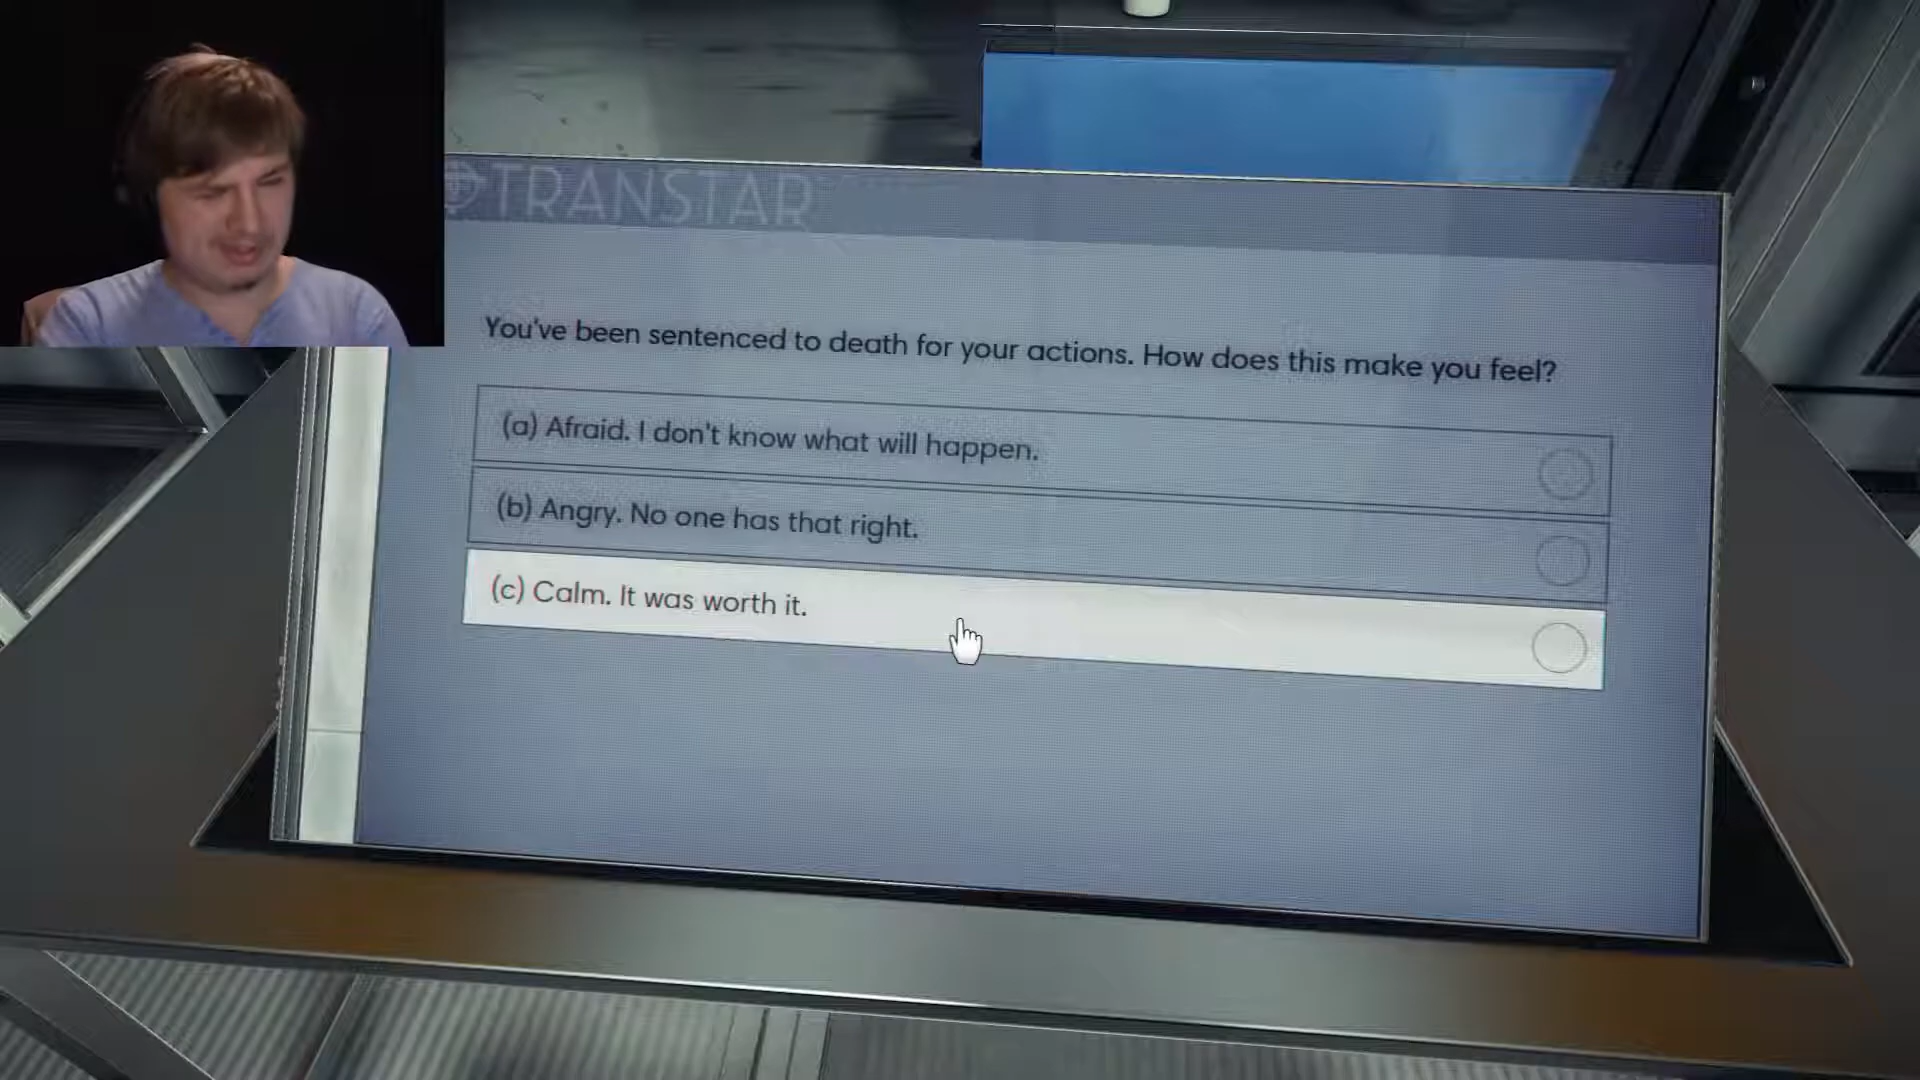 TRANSTAR
You've been sentenced to death for your actions. How does this make you feel?
(a) Afraid. I don't know what will happen.
(b) Angry. No one has that right.
(c) Calm. It was worth it.